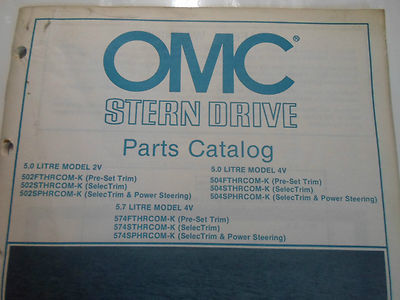 OMC®
STERN DRIVE
Parts Catalog
5.0 LITRE MODEL 2V
502FTHRCOM-K (Pre-Set Trim)
502STHRCOM-K (SelecTrim)
502SPHRCOM-K (SelecTrim & Power Steering)
5.0 LITRE MODEL 4V
504FTHRCOM-K (Pre-Set Trim)
504STHRCOM-K (SelecTrim)
504SPHRCOM-K (SelecTrim & Power Steering)
5.7 LITRE MODEL 4V
574FTHRCOM-K (Pre-Set Trim)
574STHRCOM-K (SelecTrim)
574SPHRCOM-K (SelecTrim & Power Steering)